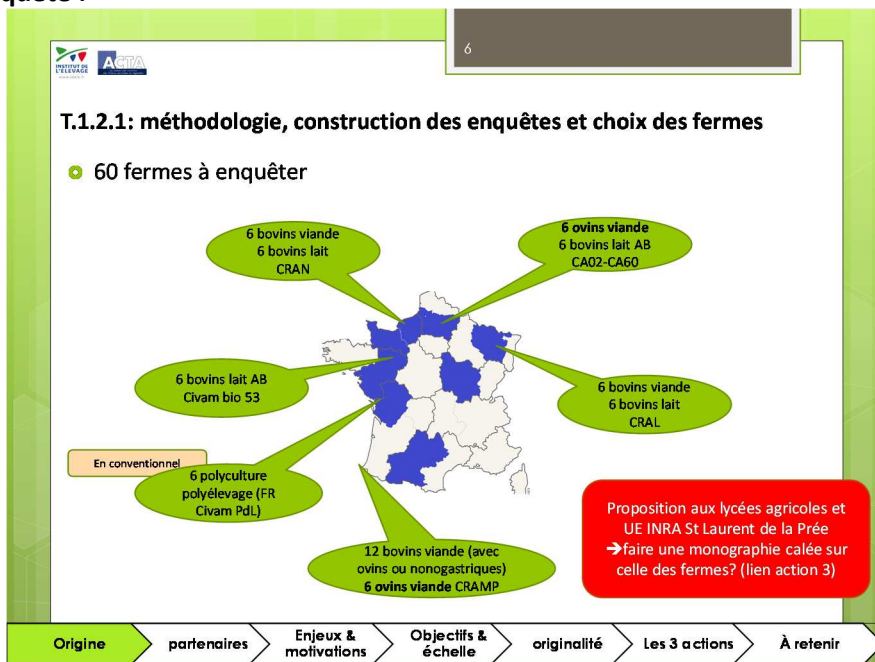 6
INSTITUT DE
L'ELEVAGE
ACTA
T.1.2.1: méthodologie, construction des enquêtes et choix des fermes
60 fermes à enquêter
6 bovins viande
6 bovins lait
CRAN
6 ovins viande
6 bovins lait AB
CA02-CA60
6 bovins lait AB
Civam bio 53
6 bovins viande
6 bovins lait
CRAL
En conventionnel
6 polyculture
polyélevage (FR
Civam PdL)
12 bovins viande (avec
ovins ou nonogastriques)
6 ovins viande CRAMP
Proposition aux lycées agricoles et
UE INRA St Laurent de la Prée
➔faire une monographie calée sur
celle des fermes? (lien action 3)
Origine
partenaires
Enjeux &
motivations
Objectifs &
échelle
originalité
Les 3 actions
À retenir